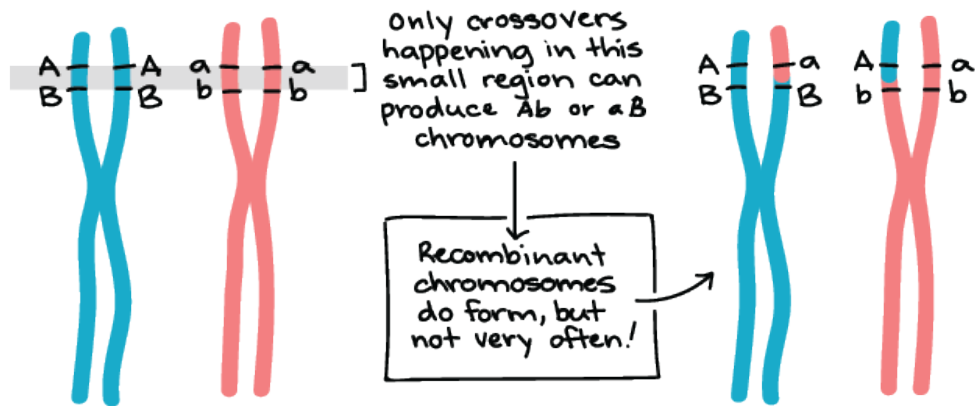 Only crossovers
happening in this
small region can
produce Ab or aB
chromosomes
A A a a
B B b b
Recombinant
chromosomes
do form, but
not very often!
A a A a
B B b b